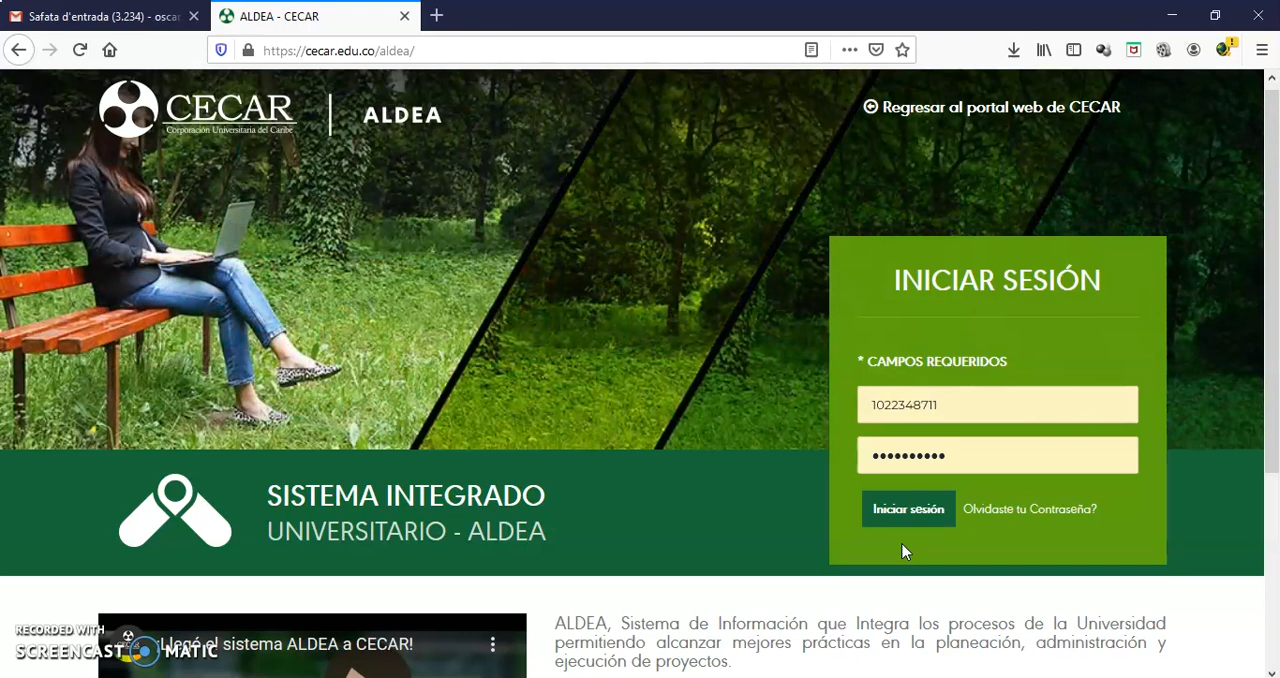 Safata d'entrada (3.234) - oscar
ALDEA - CECAR
https://cecar.edu.co/aldea/
CECAR
Corporación Universitaria del Caribe
ALDEA
Regresar al portal web de CECAR
INICIAR SESIÓN
* CAMPOS REQUERIDOS
1022348711
••••••••••
Iniciar sesión
Olvidaste tu Contraseña?
SISTEMA INTEGRADO
UNIVERSITARIO - ALDEA
¡Llegó el sistema ALDEA a CECAR!
RECORDED WITH
SCREENCAST MATIC
ALDEA, Sistema de Información que Integra los procesos de la Universidad
permitiendo alcanzar mejores prácticas en la planeación, administración y
ejecución de proyectos.